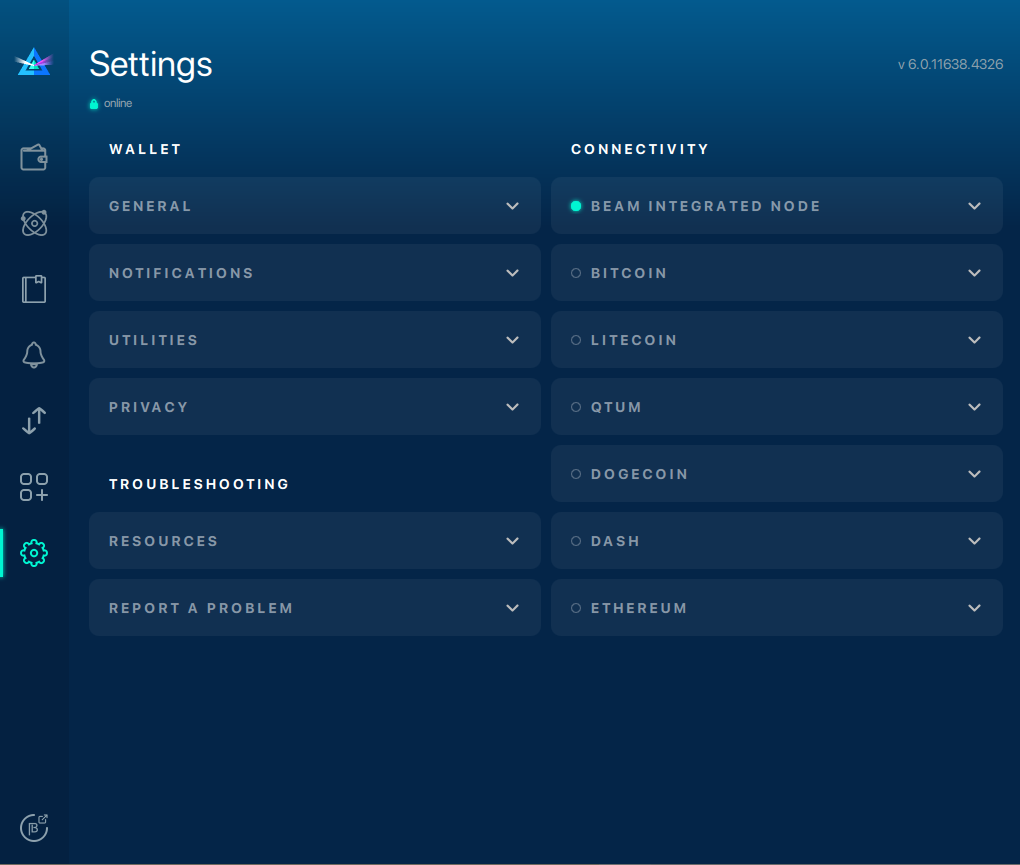 Settings
v 6.0.11638.4326
online
WALLET
GENERAL
NOTIFICATIONS
UTILITIES
PRIVACY
TROUBLESHOOTING
RESOURCES
REPORT A PROBLEM
CONNECTIVITY
BEAM INTEGRATED NODE
BITCOIN
LITECOIN
QTUM
DOGECOIN
DASH
ETHEREUM